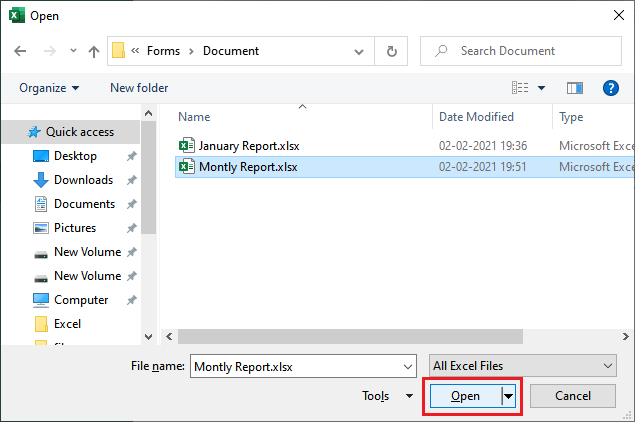 Open
Forms > Document
Search Document
Organize
New folder
Name
Date Modified
Type
Quick access
Desktop
Downloads
Documents
Pictures
New Volume
New Volume
Computer
Excel
January Report.xlsx 02-02-2021 19:36 Microsoft Exce
Montly Report.xlsx 02-02-2021 19:51 Microsoft Exce
File name: Montly Report.xlsx All Excel Files
Tools Open Cancel